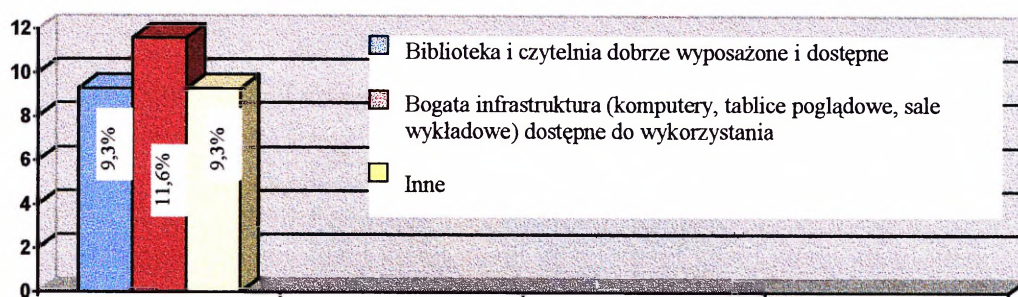 12
10
8
6
4
2
0
9,3%
11,6%
9,3%
Biblioteka i czytelnia dobrze wyposażone i dostępne
Bogata infrastruktura (komputery, tablice poglądowe, sale
wykładowe) dostępne do wykorzystania
Inne